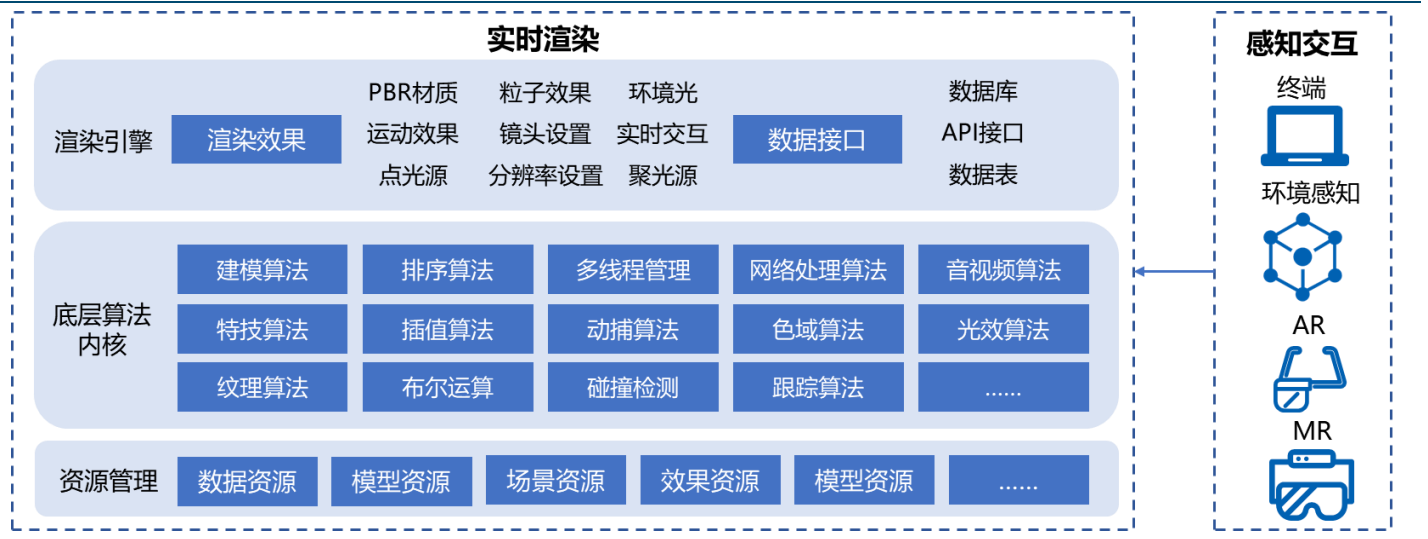 实时渲染
渲染引擎
渲染效果
PBR材质 粒子效果 环境光
运动效果 镜头设置 实时交互
点光源 分辨率设置 聚光源
数据接口
数据库
API接口
数据表
底层算法
内核
建模算法 排序算法 多线程管理 网络处理算法 音视频算法
特技算法 插值算法 动捕算法 色域算法 光效算法
纹理算法 布尔运算 碰撞检测 跟踪算法 ......
资源管理 数据资源 模型资源 场景资源 效果资源 模型资源 ......
感知交互
终端
环境感知
AR
MR